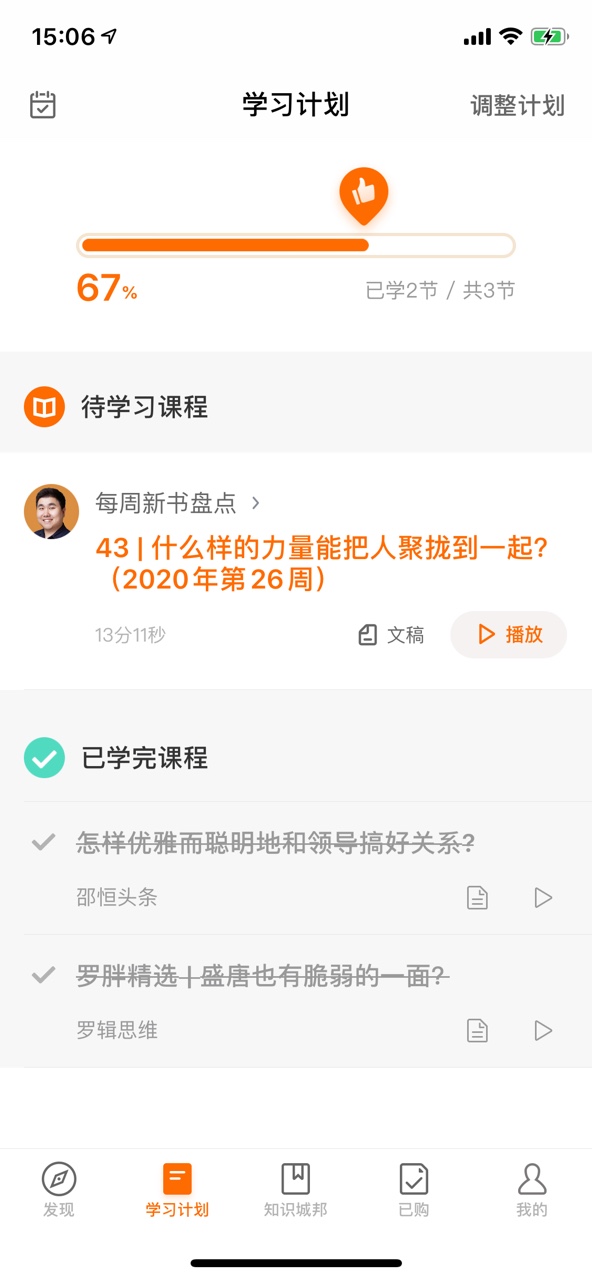 15:06
学习计划
调整计划
67%
已学2节 / 共3节
待学习课程
每周新书盘点
43 | 什么样的力量能把人聚拢到一起?
（2020年第26周）
13分11秒
文稿
播放
已学完课程
怎样优雅而聪明地和领导搞好关系?
邵恒头条
罗胖精选 | 盛唐也有脆弱的一面?
罗辑思维
发现
学习计划
知识城邦
已购
我的